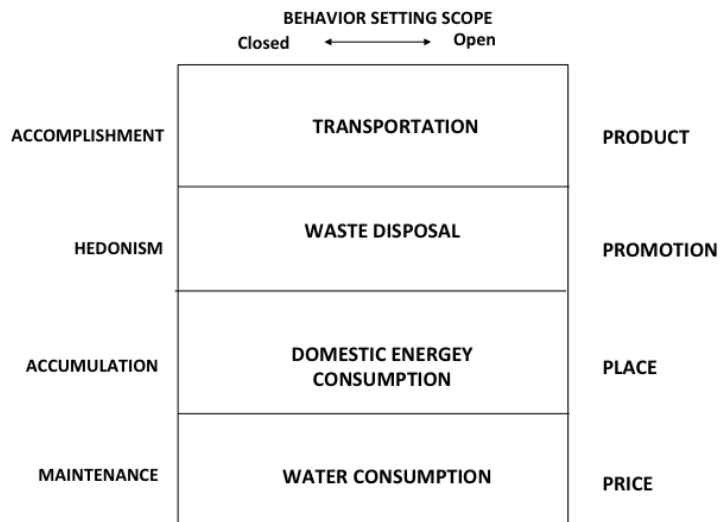 BEHAVIOR SETTING SCOPE
Closed Open
ACCOMPLISHMENT TRANSPORTATION PRODUCT
HEDONISM WASTE DISPOSAL PROMOTION
ACCUMULATION DOMESTIC ENERGEY
CONSUMPTION PLACE
MAINTENANCE WATER CONSUMPTION PRICE